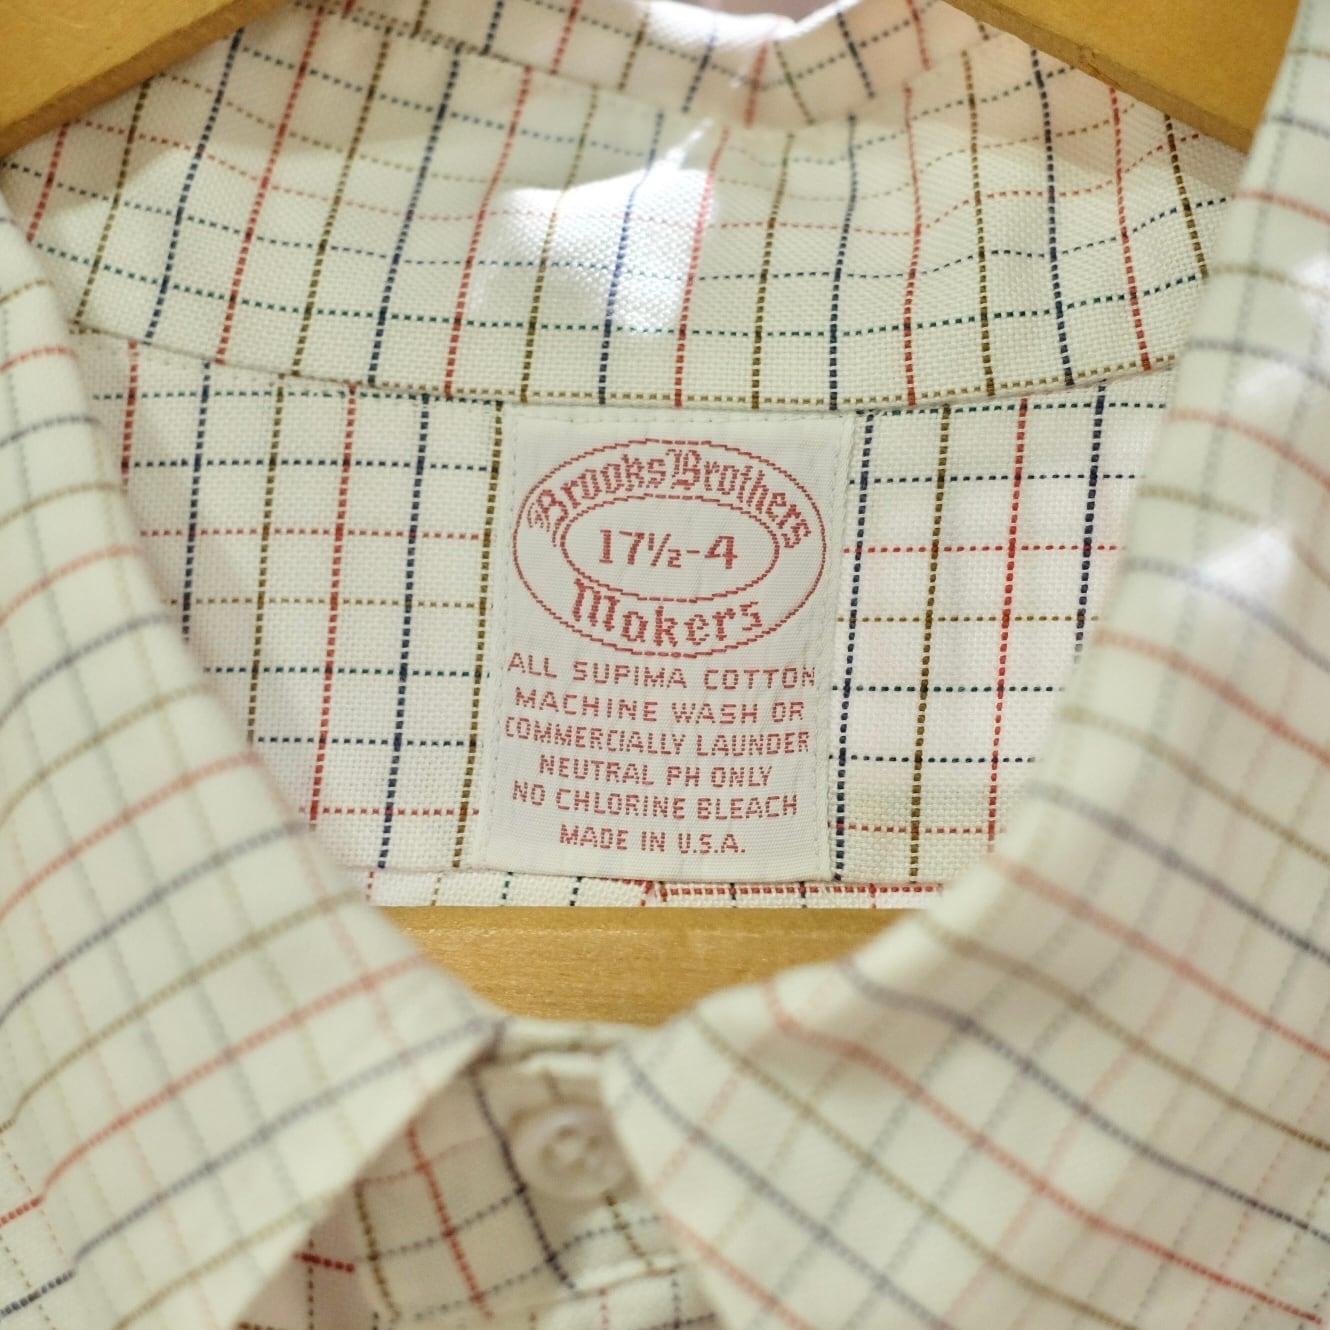 Brooks Brothers
17½-4
Makers
ALL SUPIMA COTTON
MACHINE WASH OR
COMMERCIALLY LAUNDER
NEUTRAL PH ONLY
NO CHLORINE BLEACH
MADE IN U.S.A.